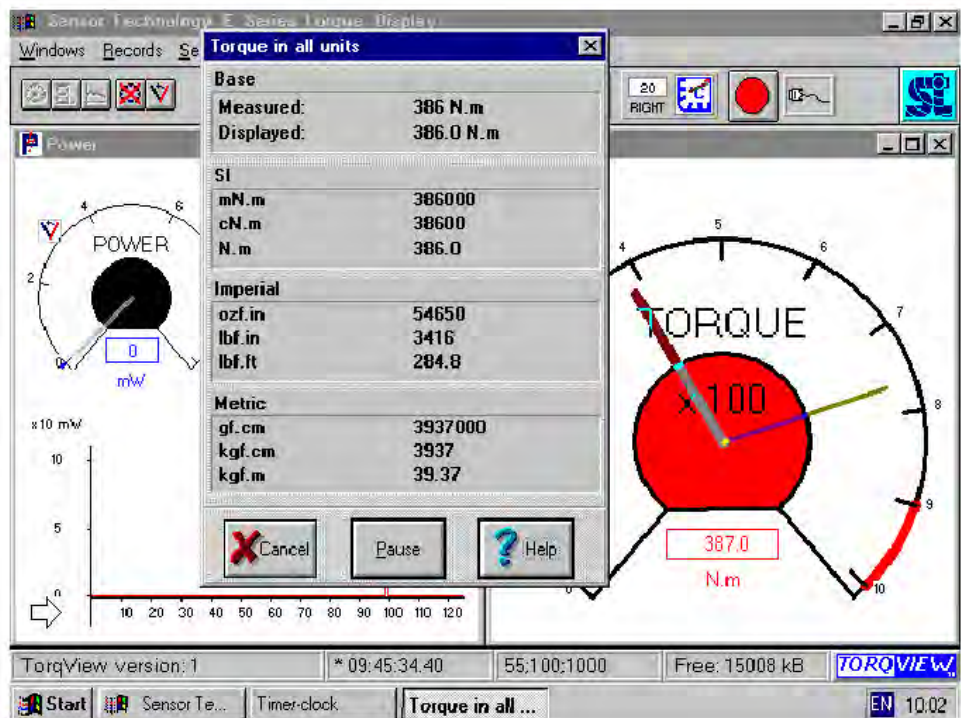 Sensor Technology E Series Torque Display
Windows Records Se
Torque in all units
20
RIGHT
°C
Power
Base
Measured: 386 N.m
Displayed: 386.0 N.m
SI
mN.m 386000
cN.m 38600
N.m 386.0
Imperial
ozf.in 54650
lbf.in 3416
lbf.ft 284.8
Metric
gf.cm 3937000
kgf.cm 3937
kgf.m 39.37
Cancel Pause Help
0 2 4 6
POWER
0
mW
x10 mW
10
5
0
10 20 30 40 50 60 70 80 90 100 110 120
4 5 6 7 8 9 10
TORQUE
x 100
387.0
N.m
TorqView version: 1 * 09:45:34.40 55:100:1000 Free: 15008 kB TORQVIEW
Start Sensor Te... Timer-clock Torque in all ... EN 10:02